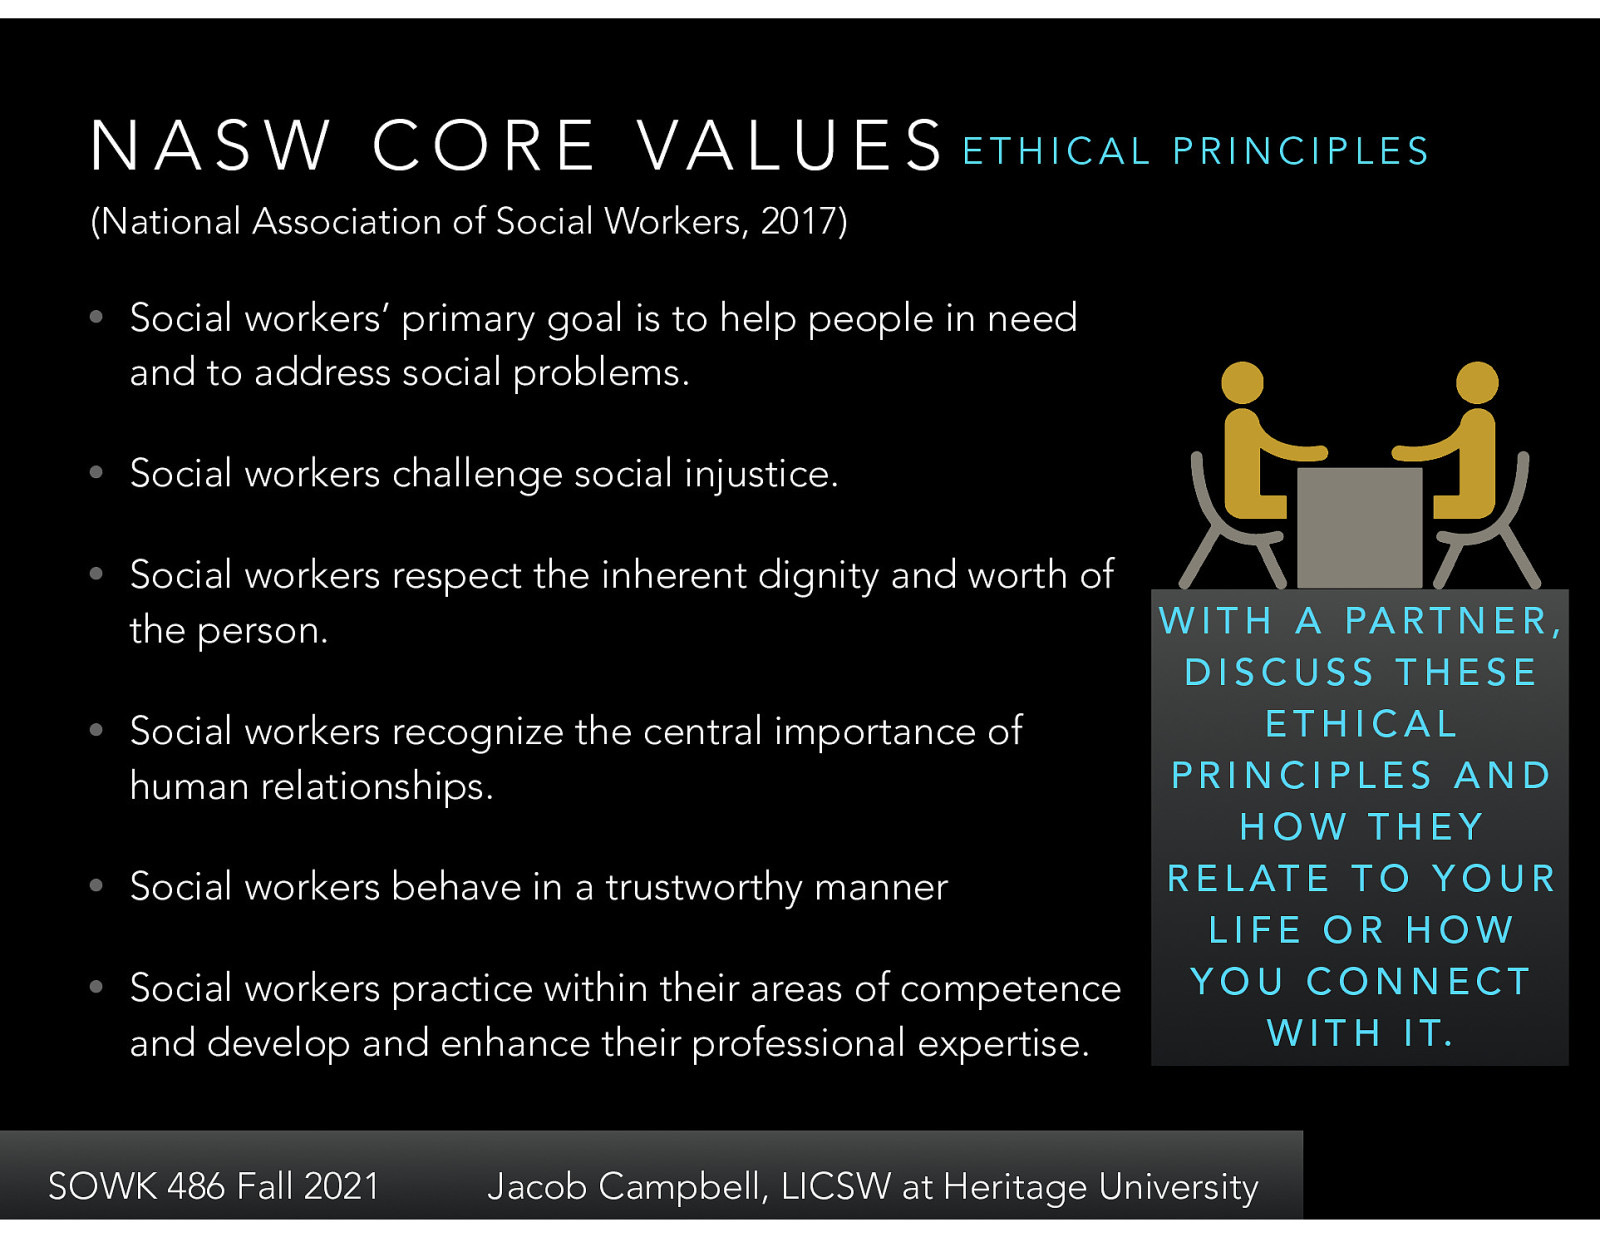 NASW CORE VALUES ETHICAL PRINCIPLES
(National Association of Social Workers, 2017)
• Social workers’ primary goal is to help people in need
and to address social problems.
• Social workers challenge social injustice.
• Social workers respect the inherent dignity and worth of
the person.
• Social workers recognize the central importance of
human relationships.
• Social workers behave in a trustworthy manner
• Social workers practice within their areas of competence
and develop and enhance their professional expertise.
WITH A PARTNER,
DISCUSS THESE
ETHICAL
PRINCIPLES AND
HOW THEY
RELATE TO YOUR
LIFE OR HOW
YOU CONNECT
WITH IT.
SOWK 486 Fall 2021 Jacob Campbell, LICSW at Heritage University